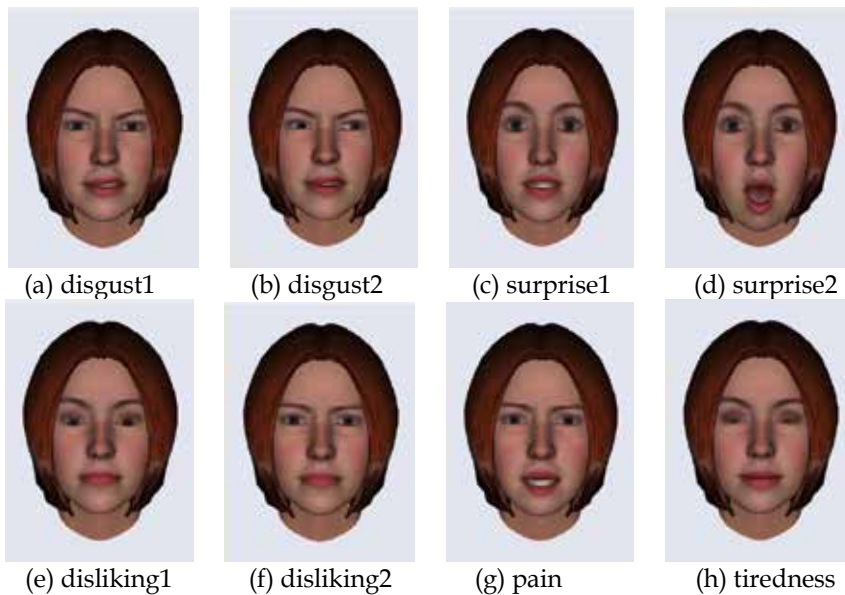 (a) disgust1 (b) disgust2 (c) surprise1 (d) surprise2
(e) disliking1 (f) disliking2 (g) pain (h) tiredness